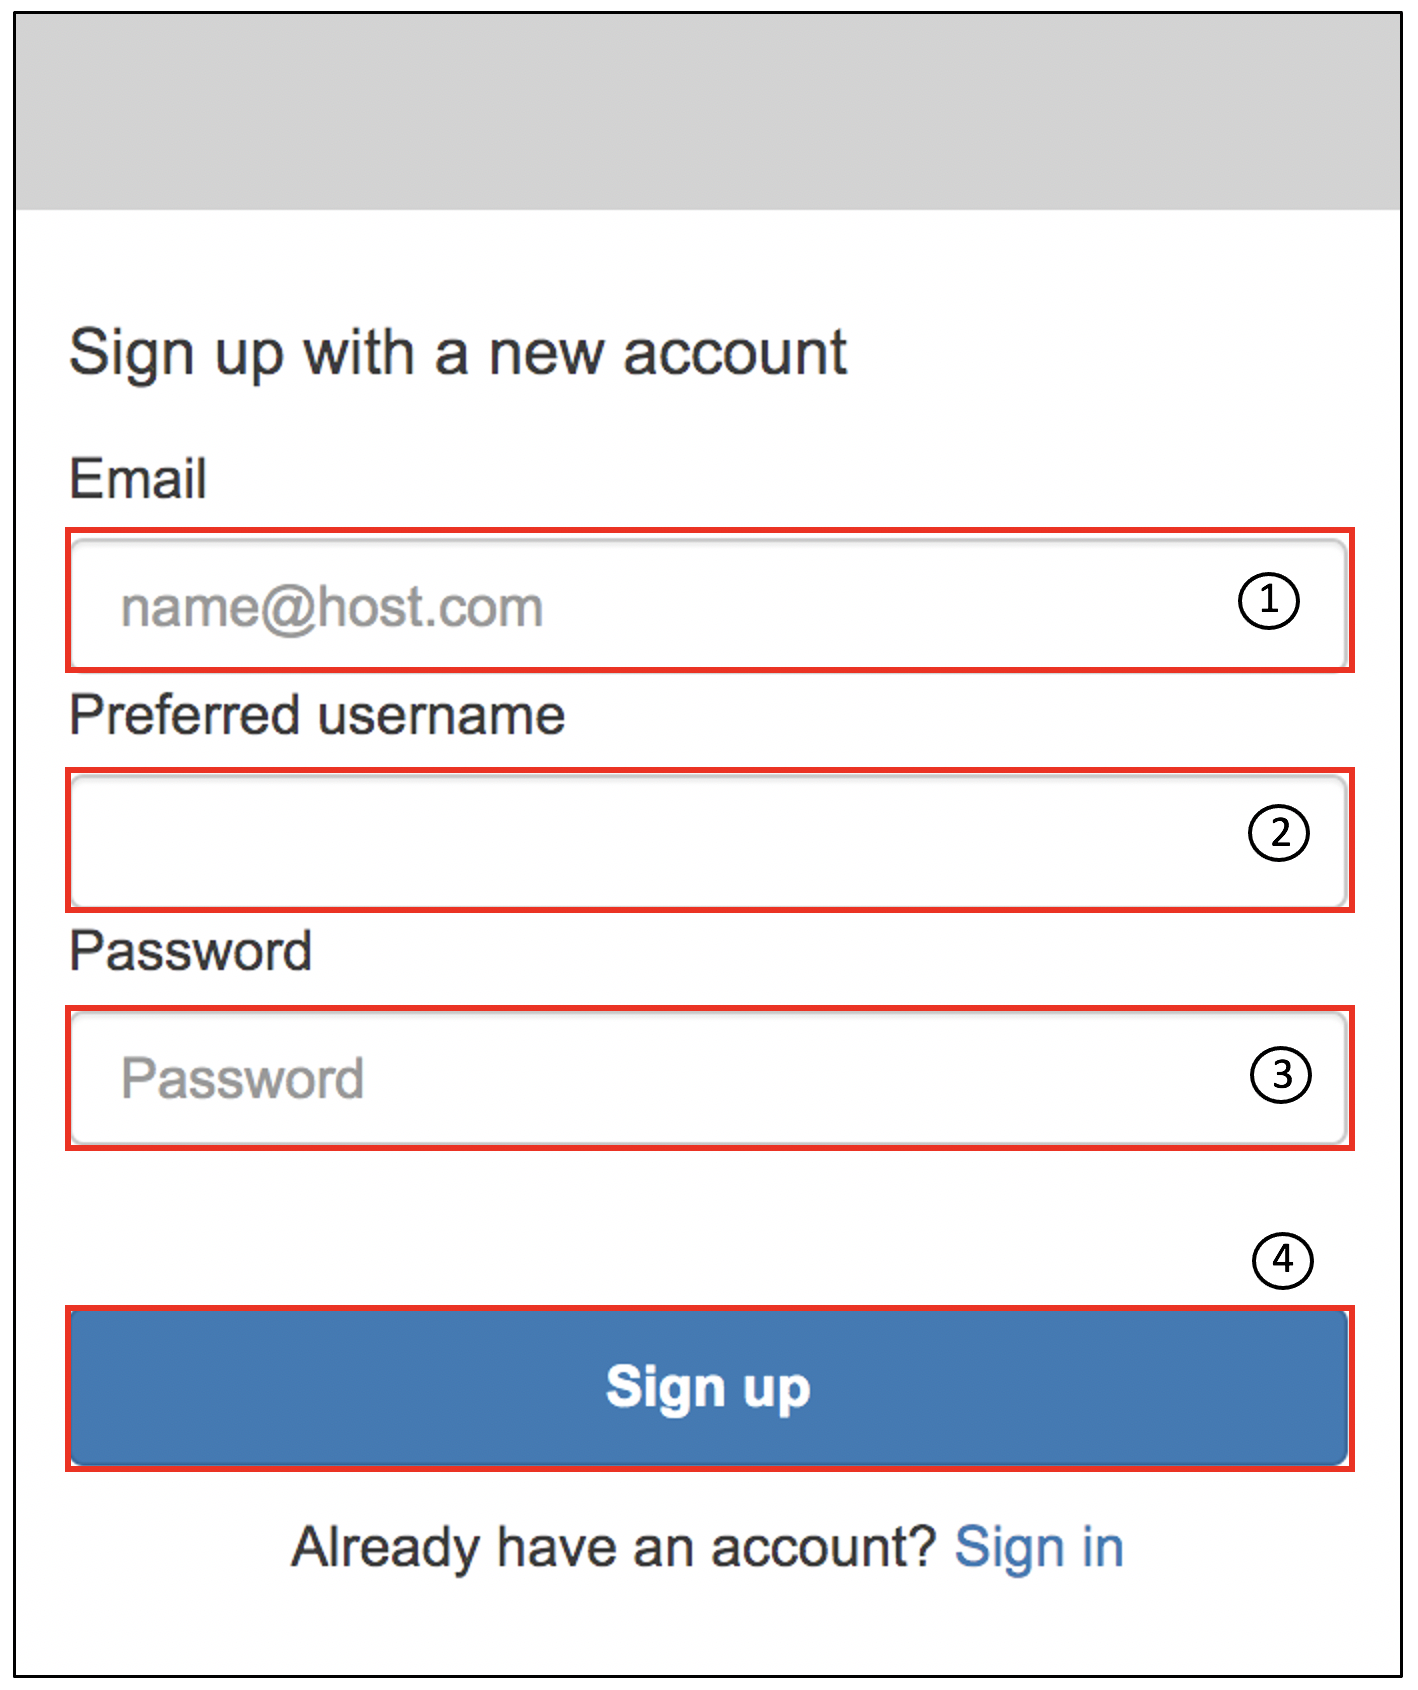 Sign up with a new account
Email
name@host.com ①
Preferred username
②
Password
Password ③
④
Sign up
Already have an account? Sign in